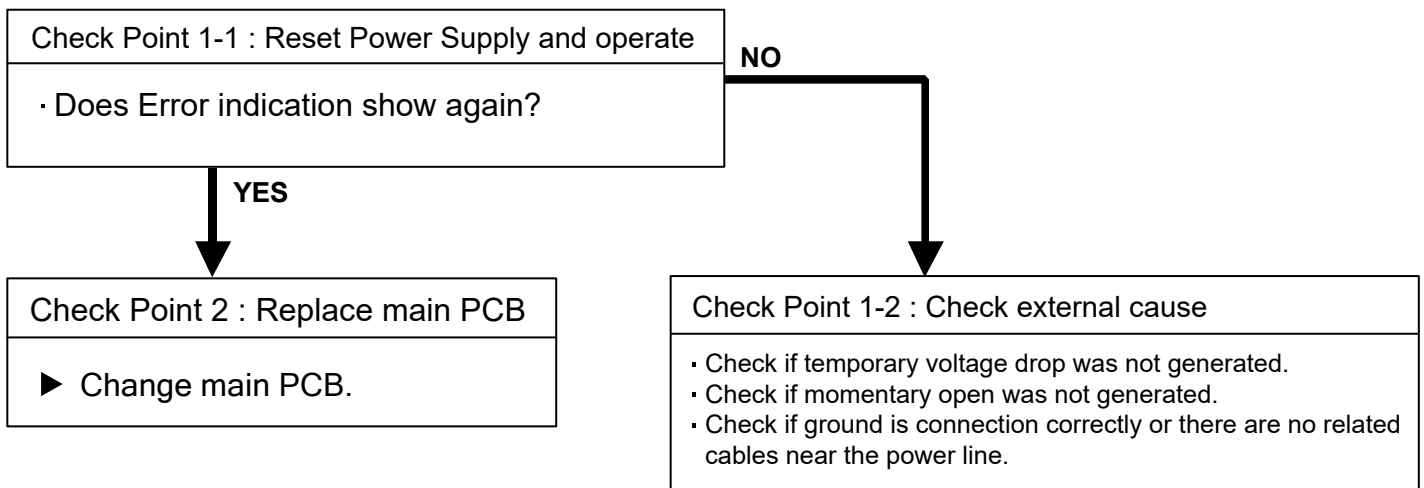 Check Point 1-1 : Reset Power Supply and operate
· Does Error indication show again?
NO
YES
Check Point 2 : Replace main PCB
▶ Change main PCB.
Check Point 1-2 : Check external cause
· Check if temporary voltage drop was not generated.
· Check if momentary open was not generated.
· Check if ground is connection correctly or there are no related
cables near the power line.